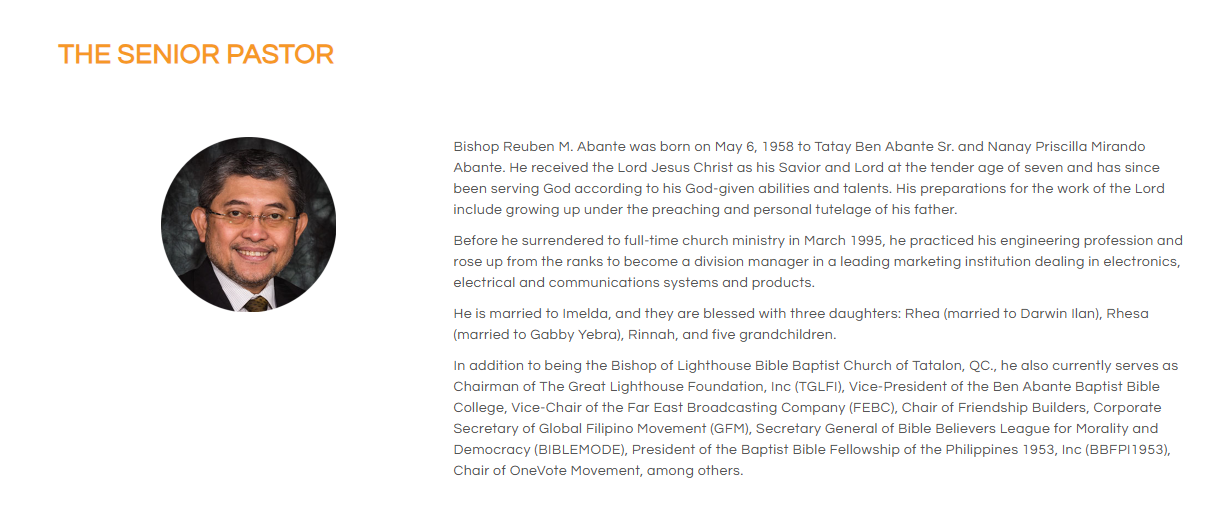 THE SENIOR PASTOR
Bishop Reuben M. Abante was born on May 6, 1958 to Tatay Ben Abante Sr. and Nanay Priscilla Mirando
Abante. He received the Lord Jesus Christ as his Savior and Lord at the tender age of seven and has since
been serving God according to his God-given abilities and talents. His preparations for the work of the Lord
include growing up under the preaching and personal tutelage of his father.
Before he surrendered to full-time church ministry in March 1995, he practiced his engineering profession and
rose up from the ranks to become a division manager in a leading marketing institution dealing in electronics,
electrical and communications systems and products.
He is married to Imelda, and they are blessed with three daughters: Rhea (married to Darwin Ilan), Rhesa
(married to Gabby Yebra), Rinnah, and five grandchildren.
In addition to being the Bishop of Lighthouse Bible Baptist Church of Tatalon, QC., he also currently serves as
Chairman of The Great Lighthouse Foundation, Inc (TGLFI), Vice-President of the Ben Abante Baptist Bible
College, Vice-Chair of the Far East Broadcasting Company (FEBC), Chair of Friendship Builders, Corporate
Secretary of Global Filipino Movement (GFM), Secretary General of Bible Believers League for Morality and
Democracy (BIBLEMODE), President of the Baptist Bible Fellowship of the Philippines 1953, Inc (BBFPI1953),
Chair of OneVote Movement, among others.